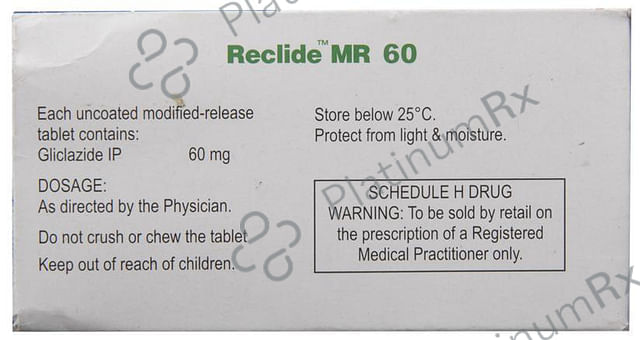 Reclide™ MR 60
Each uncoated modified-release
tablet contains:
Gliclazide IP 60 mg
DOSAGE:
As directed by the Physician.
Do not crush or chew the tablet
Keep out of reach of children.
Store below 25°C.
Protect from light & moisture.
SCHEDULE H DRUG
WARNING: To be sold by retail on
the prescription of a Registered
Medical Practitioner only.
PlatinumRx
PlatinumRx
PlatinumRx